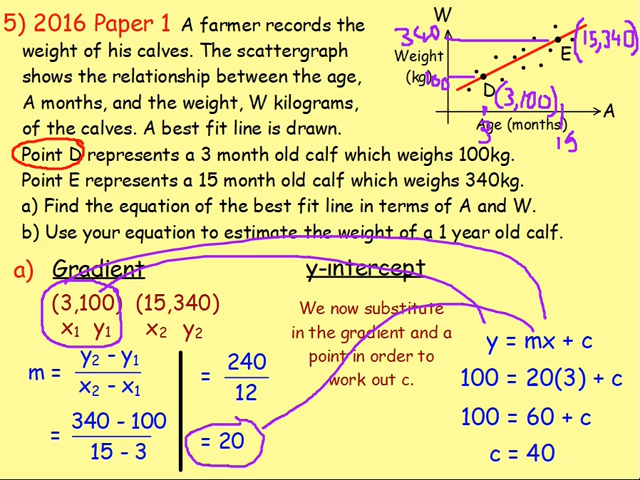 5) 2016 Paper 1 A farmer records the
weight of his calves. The scattergraph
shows the relationship between the age,
A months, and the weight, W kilograms,
of the calves. A best fit line is drawn.
Point D represents a 3 month old calf which weighs 100kg.
Point E represents a 15 month old calf which weighs 340kg.
a) Find the equation of the best fit line in terms of A and W.
b) Use your equation to estimate the weight of a 1 year old calf.
W
340
Weight
(kg)
100
E
(15,340)
D
(3,100)
A
Age (months)
3
15
a) Gradient
(3,100) (15,340)
x1 y1 x2 y2
m = y2 - y1
x2 - x1
= 340 - 100
15 - 3
= 240
12
= 20
y-intercept
We now substitute
in the gradient and a
point in order to
work out c.
y = mx + c
100 = 20(3) + c
100 = 60 + c
c = 40